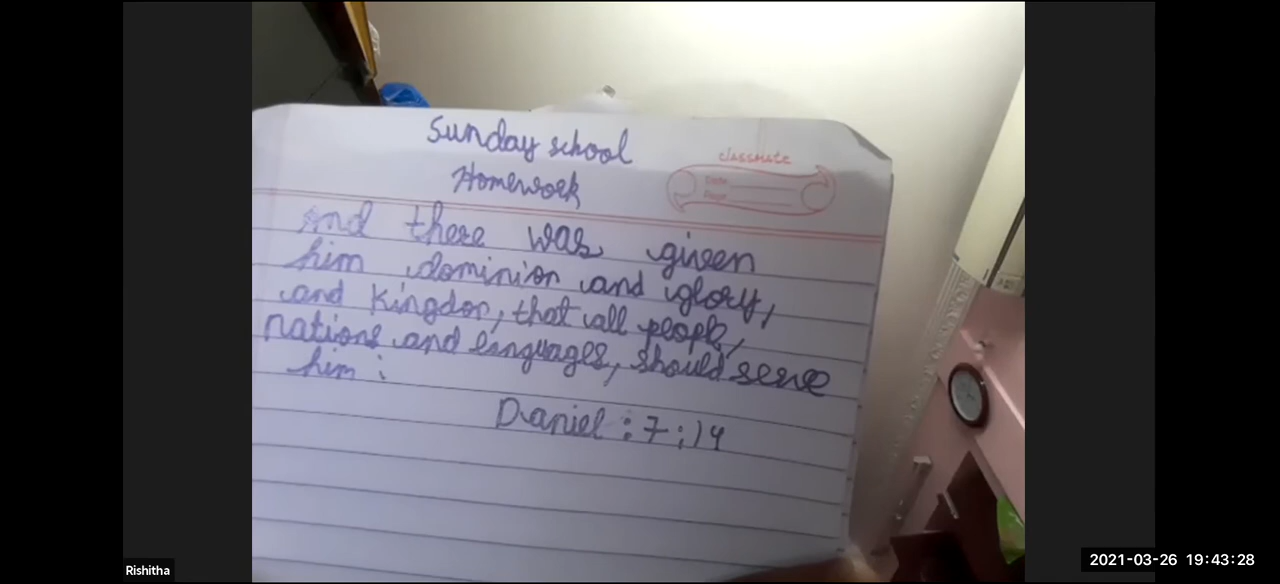 Sunday school
Homework
classmate
Date
Page
And there was given
him dominion and glory,
and Kingdon, that all people,
nations and languages, should serve
him :
Daniel : 7 : 14
Rishitha
2021-03-26 19:43:28